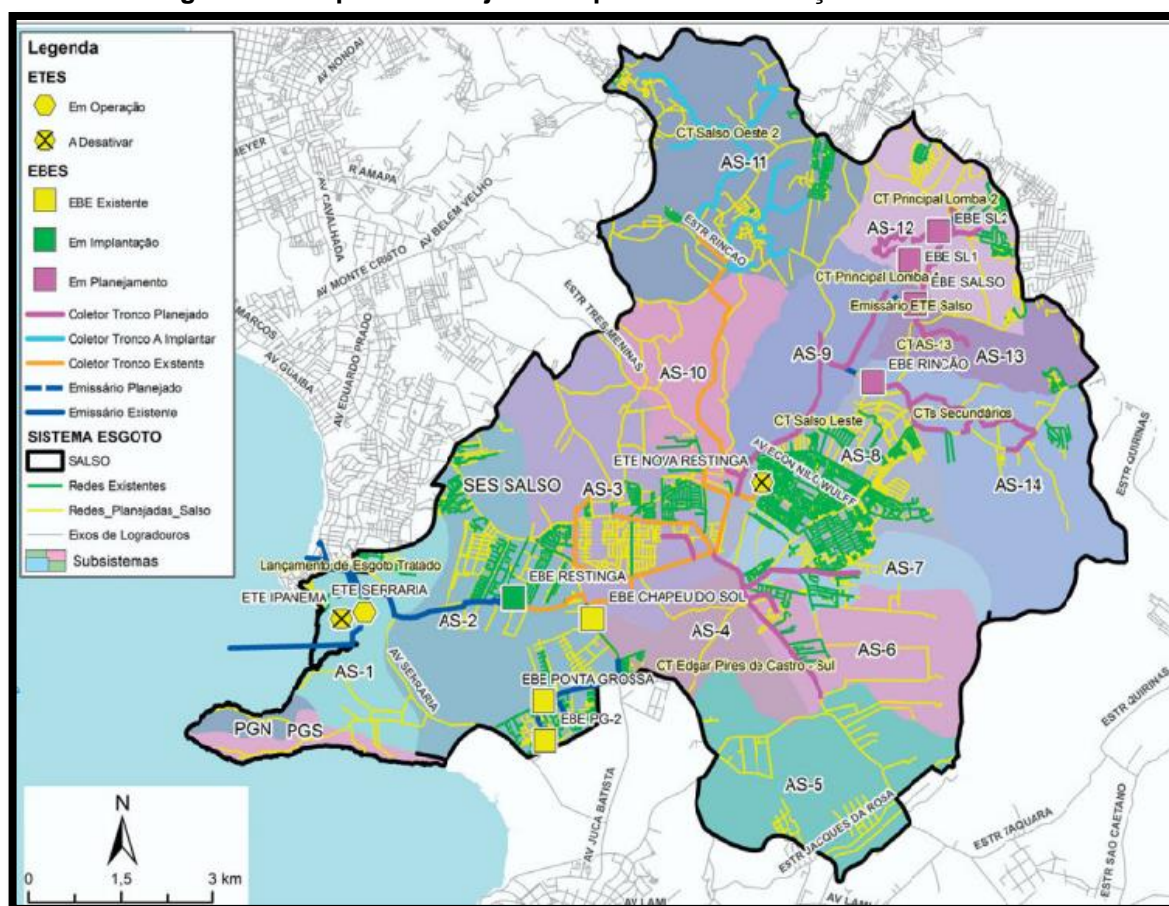 Legenda
ETES
Em Operação
A Desativar
EBES
EBE Existente
Em Implantação
Em Planejamento
Coletor Tronco Planejado
Coletor Tronco A Implantar
Coletor Tronco Existente
Emissário Planejado
Emissário Existente
SISTEMA ESGOTO
SALSO
Redes Existentes
Redes_Planejadas_Salso
Eixos de Logradouros
Subsistemas
AV NONOAI
MEYER
R AMAPA
AV CAVALHADA
AV BELÉM VELHO
AV MONTE CRISTO
AV EDUARDO PRADO
MARCOS
AV GUAIBA
ESTR TRES MENINAS
ESTR RINCAO
CT Salso Oeste 2
AS-11
CT Principal Lomba 2
EBE SL2
AS-12
EBE SL1
CT Principal Lomba
EBE SALSO
Emissário ETE Salso
CT AS-13
AS-13
AS-9
EBE RINCÃO
AS-10
CT Salso Leste
CTs Secundários
AS-8
AV ECON NILO WULFF
ETE NOVA RESTINGA
AS-14
ESTR QUIRINAS
SES SALSO
AS-3
Lançamento de Esgoto Tratado
EBE RESTINGA
AS-7
ETE SERRARIA
ETE IPANEMA
EBE CHAPEU DO SOL
AS-2
AS-4
AS-6
CT Edgar Pires de Castro - Sul
AS-1
AV SERRARIA
EBE PONTA GROSSA
EBE PG-2
PGN
PGS
ESTR QUIRINAS
AS-5
AV JUCA BATISTA
ESTR JACQUES DA ROSA
ESTR TAQUARA
ESTR SAO CAETANO
AV LAMI
AV LAMI
N
0 1,5 3 km